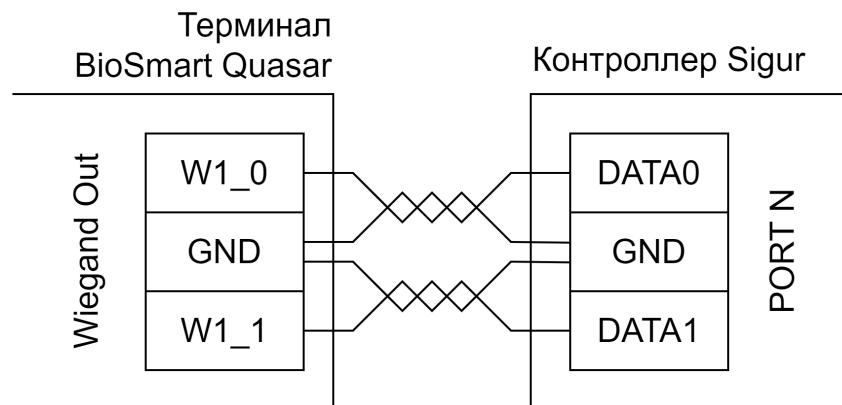 Терминал
BioSmart Quasar
Контроллер Sigur
Wiegand Out
W1_0
GND
W1_1
DATA0
GND
DATA1
PORT N